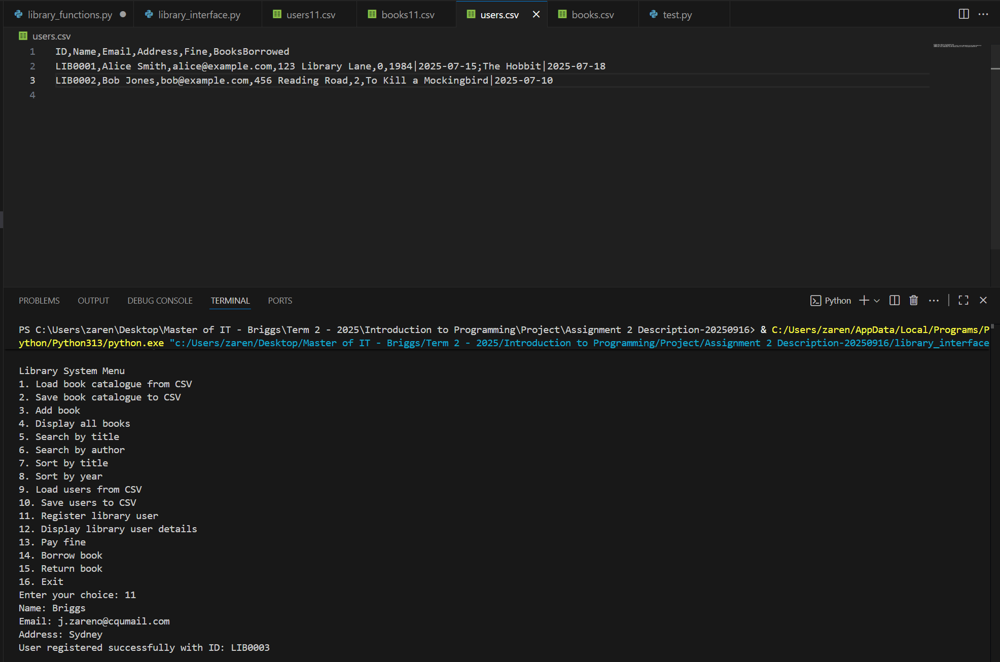 library_functions.py
library_interface.py
users11.csv
books11.csv
users.csv
books.csv
test.py
users.csv
1 ID,Name,Email,Address,Fine,BooksBorrowed
2 LIB0001,Alice Smith,alice@example.com,123 Library Lane,0,1984|2025-07-15;The Hobbit|2025-07-18
3 LIB0002,Bob Jones,bob@example.com,456 Reading Road,2,To Kill a Mockingbird|2025-07-10
4
PROBLEMS OUTPUT DEBUG CONSOLE TERMINAL PORTS
Python
PS C:\Users\zaren\Desktop\Master of IT - Briggs\Term 2 - 2025\Introduction to Programming\Project\Assignment 2 Description-20250916> & C:/Users/zaren/AppData/Local/Programs/P
ython/Python313/python.exe "c:/Users/zaren/Desktop/Master of IT - Briggs/Term 2 - 2025/Introduction to Programming/Project/Assignment 2 Description-20250916/library_interface
Library System Menu
1. Load book catalogue from CSV
2. Save book catalogue to CSV
3. Add book
4. Display all books
5. Search by title
6. Search by author
7. Sort by title
8. Sort by year
9. Load users from CSV
10. Save users to CSV
11. Register library user
12. Display library user details
13. Pay fine
14. Borrow book
15. Return book
16. Exit
Enter your choice: 11
Name: Briggs
Email: j.zareno@cqumail.com
Address: Sydney
User registered successfully with ID: LIB0003